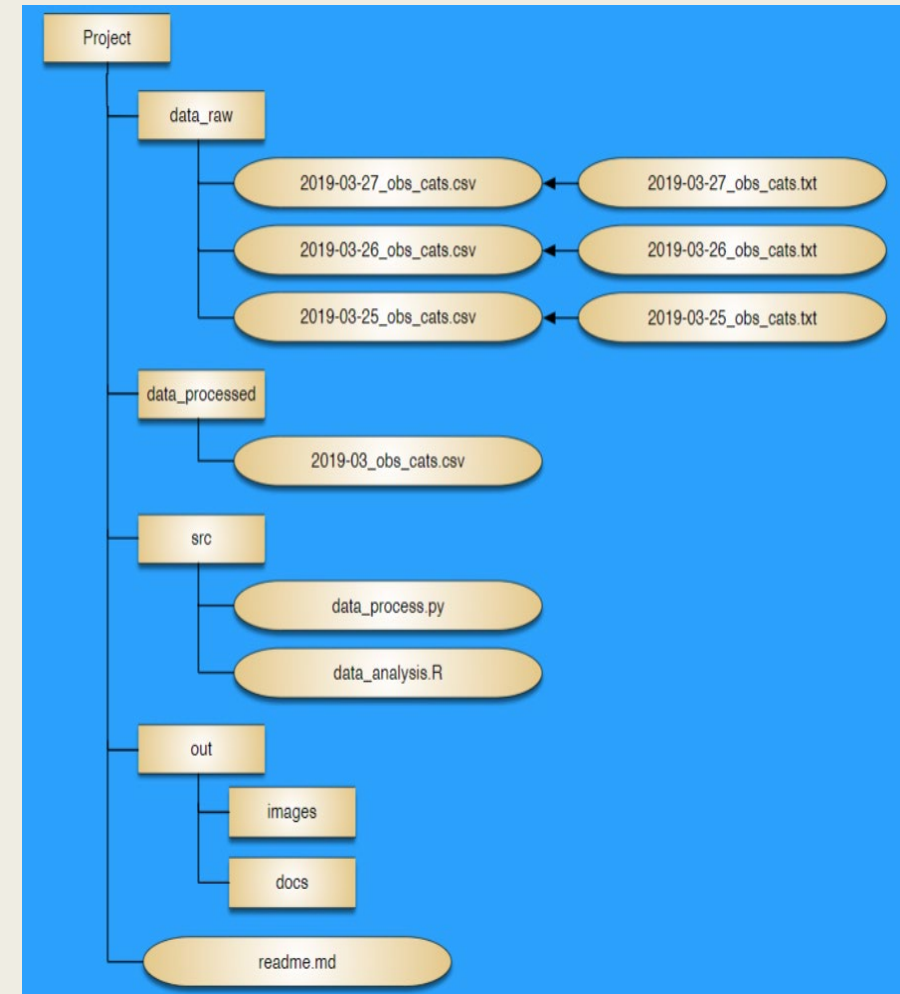 Project
data_raw
2019-03-27_obs_cats.csv 2019-03-27_obs_cats.txt
2019-03-26_obs_cats.csv 2019-03-26_obs_cats.txt
2019-03-25_obs_cats.csv 2019-03-25_obs_cats.txt
data_processed
2019-03_obs_cats.csv
src
data_process.py
data_analysis.R
out
images
docs
readme.md